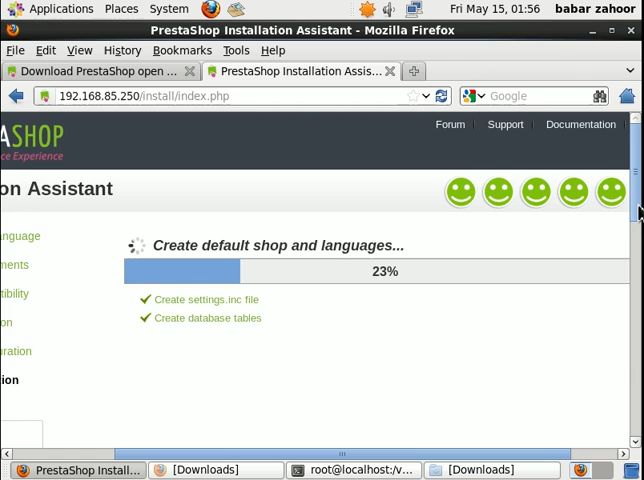 Applications Places System Fri May 15, 01:56 babar zahoor
PrestaShop Installation Assistant - Mozilla Firefox
File Edit View History Bookmarks Tools Help
Download PrestaShop open ... PrestaShop Installation Assis...
192.168.85.250/install/index.php Google
Forum Support Documentation
ASHOP
ce Experience
on Assistant
anguage
Create default shop and languages...
ments
23%
tibility
Create settings.inc file
on
Create database tables
uration
ion
PrestaShop Install... [Downloads] root@localhost:/v... [Downloads]